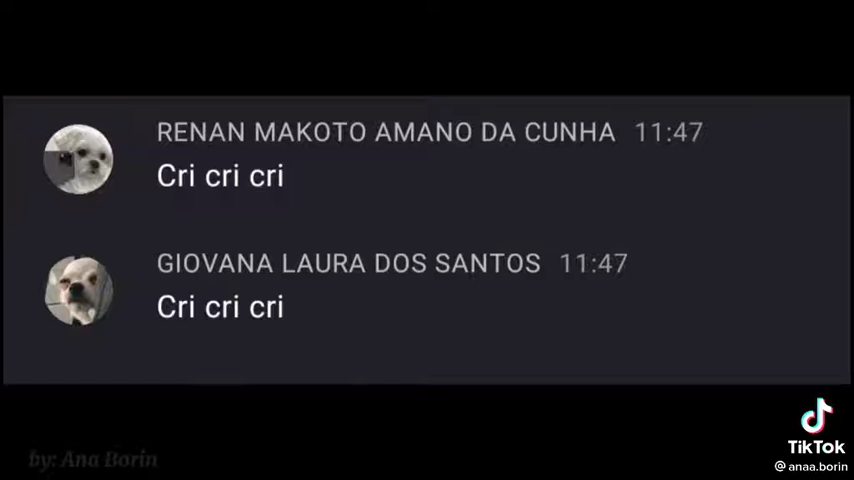 RENAN MAKOTO AMANO DA CUNHA 11:47
Cri cri cri
GIOVANA LAURA DOS SANTOS 11:47
Cri cri cri
by: Ana Borin
TikTok
@anaa.borin